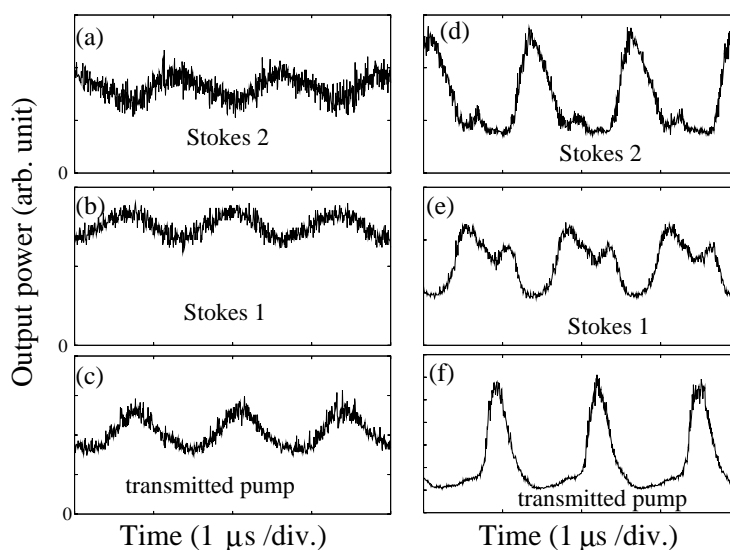 Output power (arb. unit)
(a)
Stokes 2
0
(b)
Stokes 1
0
(c)
transmitted pump
0
Time (1 μs /div.)
(d)
Stokes 2
(e)
Stokes 1
(f)
transmitted pump
Time (1 μs /div.)